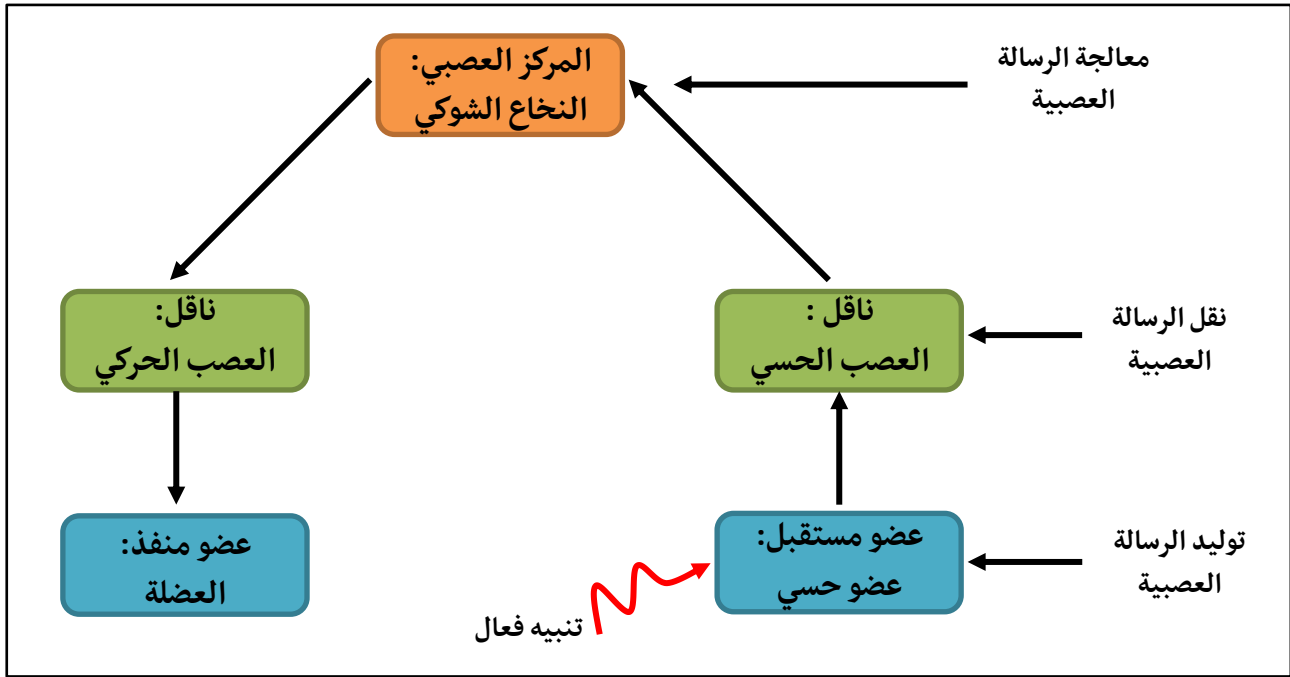 المركز العصبي:
النخاع الشوكي
معالجة الرسالة
العصبية
ناقل :
العصب الحسي
نقل الرسالة
العصبية
ناقل:
العصب الحركي
عضو مستقبل:
عضو حسي
توليد الرسالة
العصبية
عضو منفذ:
العضلة
تنبيه فعال